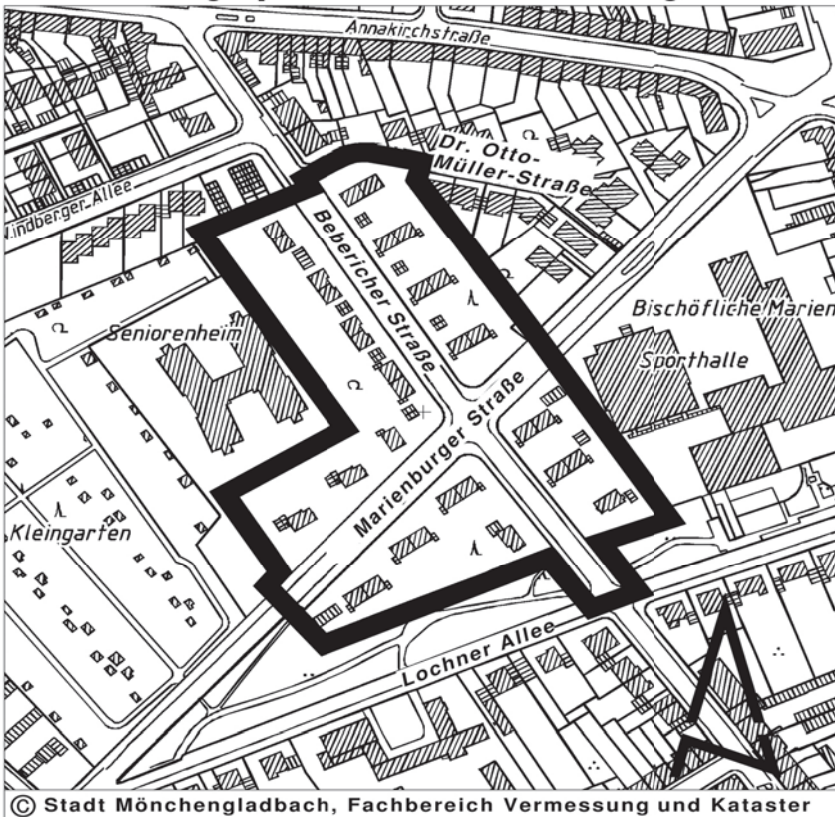 Annakirchstraße
Dr. Otto-
Müller-Straße
Windberger-Allee
Bebericher Straße
Bischöfliche Marien
Seniorenheim
Sporthalle
Marienburger Straße
Kleingarten
Lochner Allee
© Stadt Mönchengladbach, Fachbereich Vermessung und Kataster